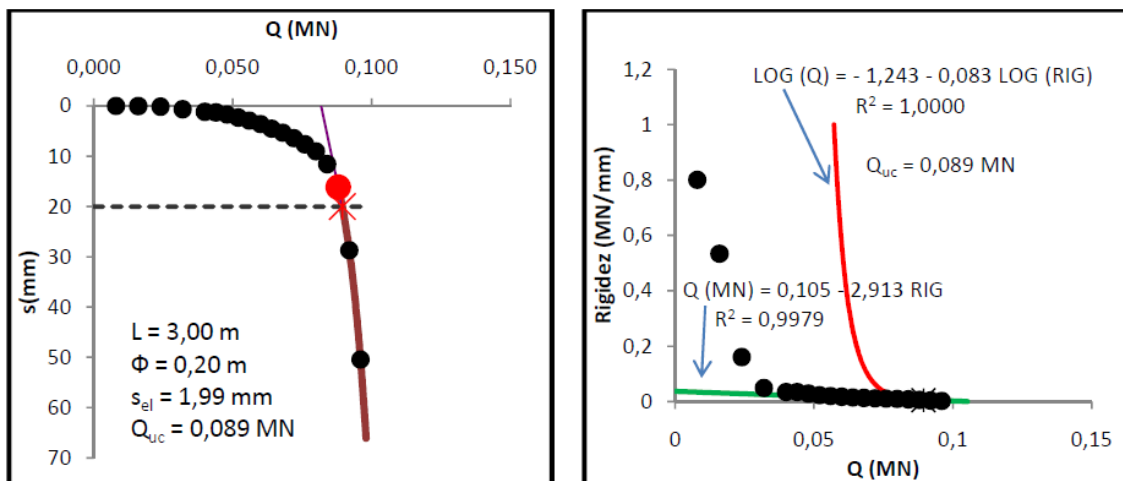 Q (MN)
0,000 0,050 0,100 0,150
0
10
20
30
40
50
60
70
s(mm)
L = 3,00 m
Φ = 0,20 m
s_el = 1,99 mm
Q_uc = 0,089 MN
1,2
1
0,8
0,6
0,4
0,2
0
Rigidez (MN/mm)
LOG (Q) = - 1,243 - 0,083 LOG (RIG)
R² = 1,0000
Q_uc = 0,089 MN
Q (MN) = 0,105 - 2,913 RIG
R² = 0,9979
0 0,05 0,1 0,15
Q (MN)